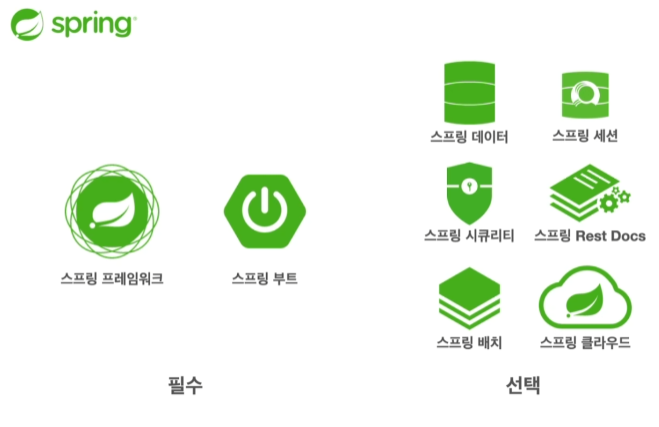 spring
스프링 데이터
스프링 세션
스프링 프레임워크
스프링 부트
스프링 시큐리티
스프링 Rest Docs
스프링 배치
스프링 클라우드
필수
선택